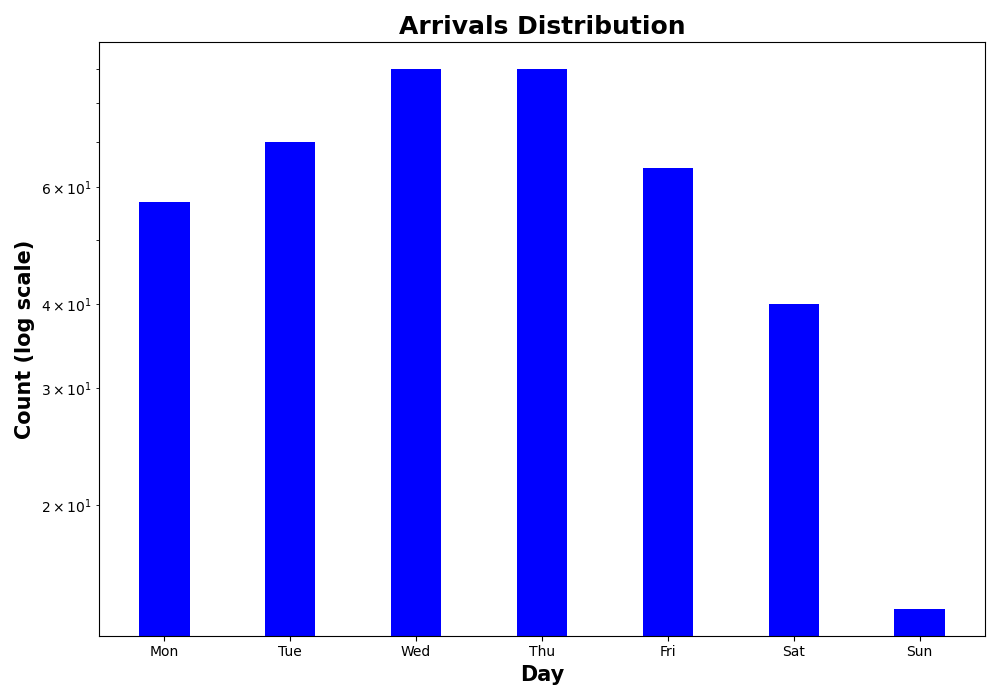 Arrivals Distribution
Count (log scale)
6 × 10¹
4 × 10¹
3 × 10¹
2 × 10¹
Mon Tue Wed Thu Fri Sat Sun
Day